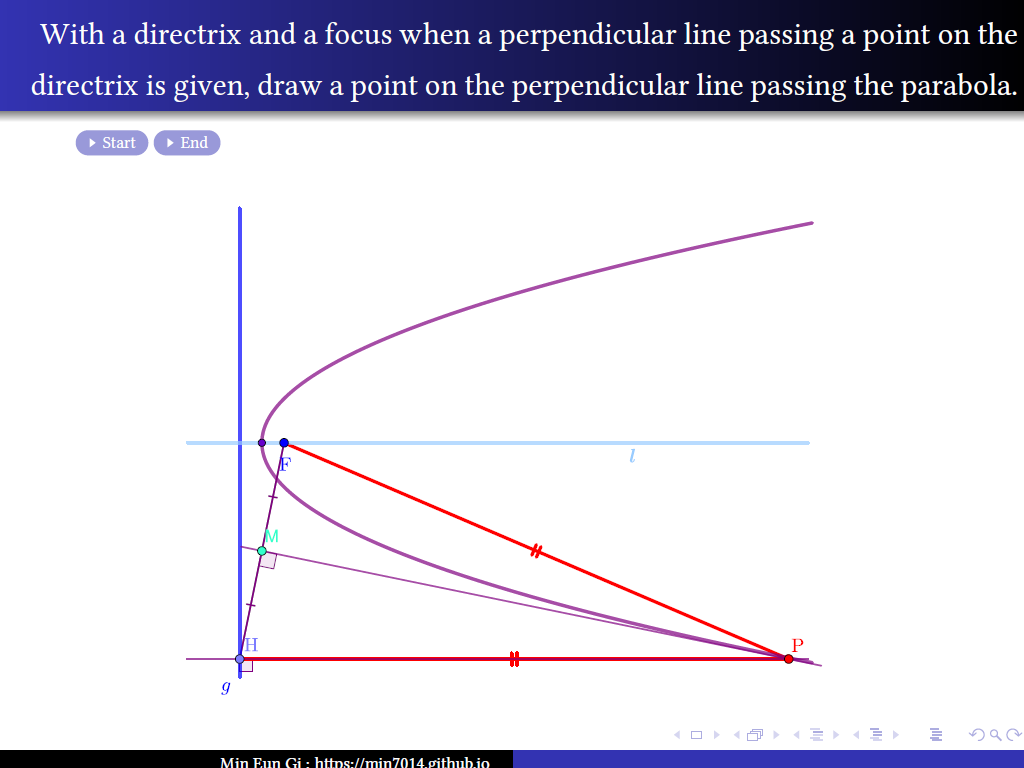 With a directrix and a focus when a perpendicular line passing a point on the
directrix is given, draw a point on the perpendicular line passing the parabola.
Start End
l
F
M
H
P
g
Min Eun Gi : https://min7014.github.io